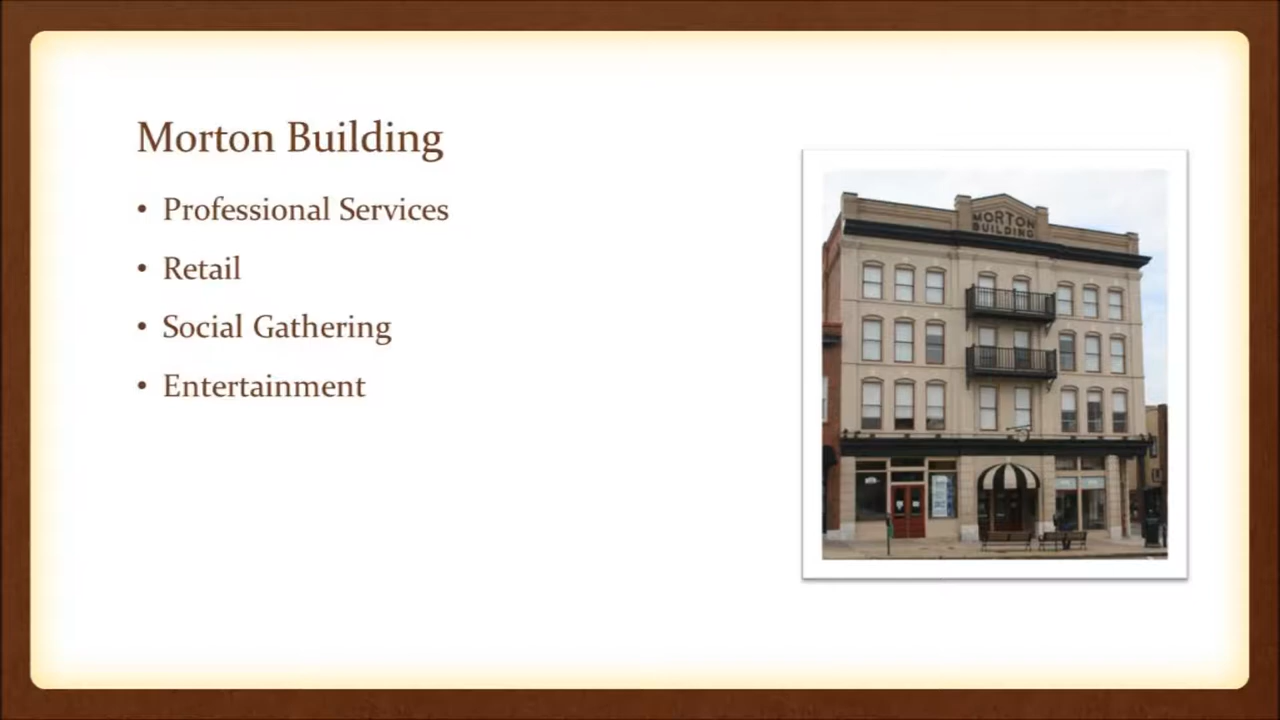 Morton Building
• Professional Services
• Retail
• Social Gathering
• Entertainment
MORTON
BUILDING